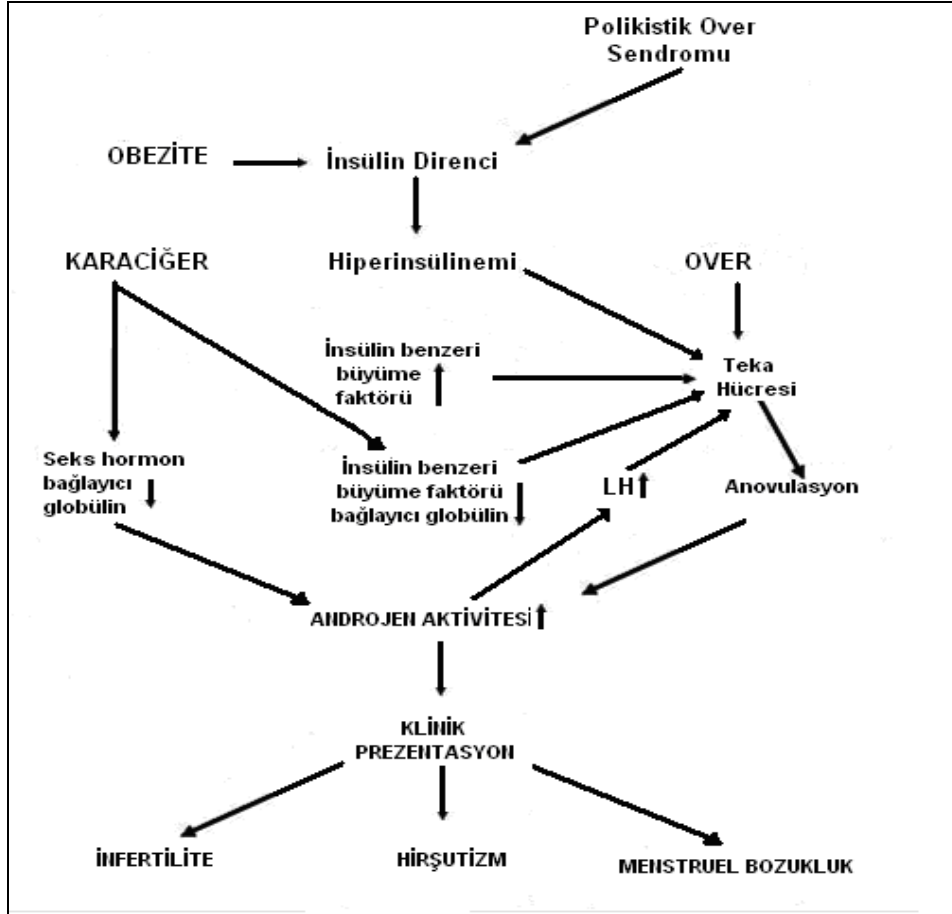 Polikistik Over
Sendromu
OBEZİTE
İnsülin Direnci
KARACİĞER
Hiperinsülinemi
OVER
İnsülin benzeri
büyüme
faktörü
Teka
Hücresi
Seks hormon
bağlayıcı
globülin
İnsülin benzeri
büyüme faktörü
bağlayıcı globülin
LH
Anovulasyon
ANDROJEN AKTİVİTESİ
KLİNİK
PREZENTASYON
İNFERTİLİTE
HİRŞUTİZM
MENSTRUEL BOZUKLUK